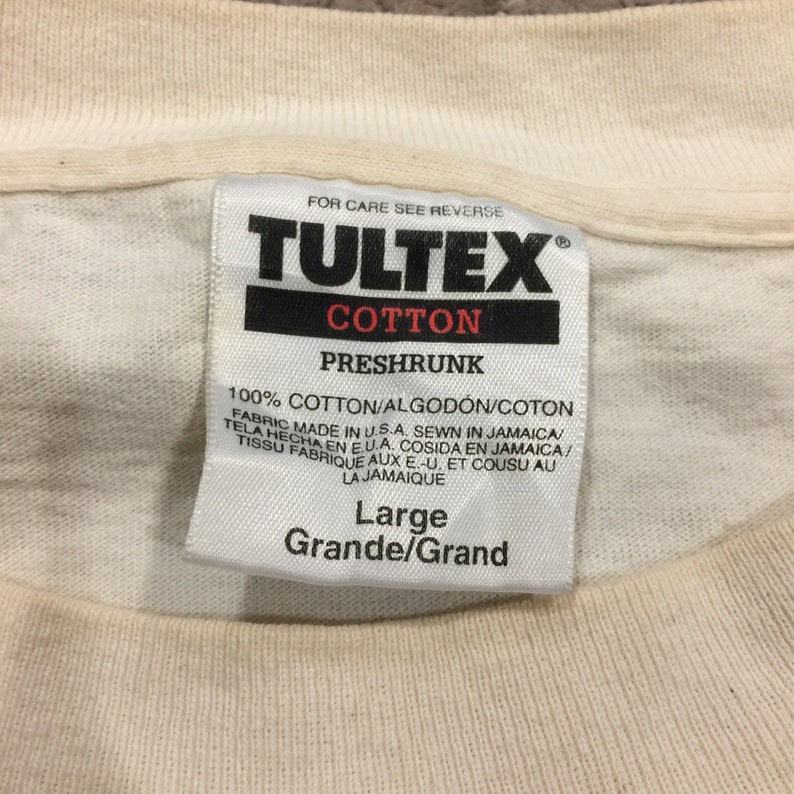 FOR CARE SEE REVERSE
TULTEX®
COTTON
PRESHRUNK
100% COTTON/ALGODÓN/COTON
FABRIC MADE IN U.S.A. SEWN IN JAMAICA/
TELA HECHA EN E.U.A. COSIDA EN JAMAICA/
TISSU FABRIQUE AUX E.-U. ET COUSU AU
LA JAMAIQUE
Large
Grande/Grand